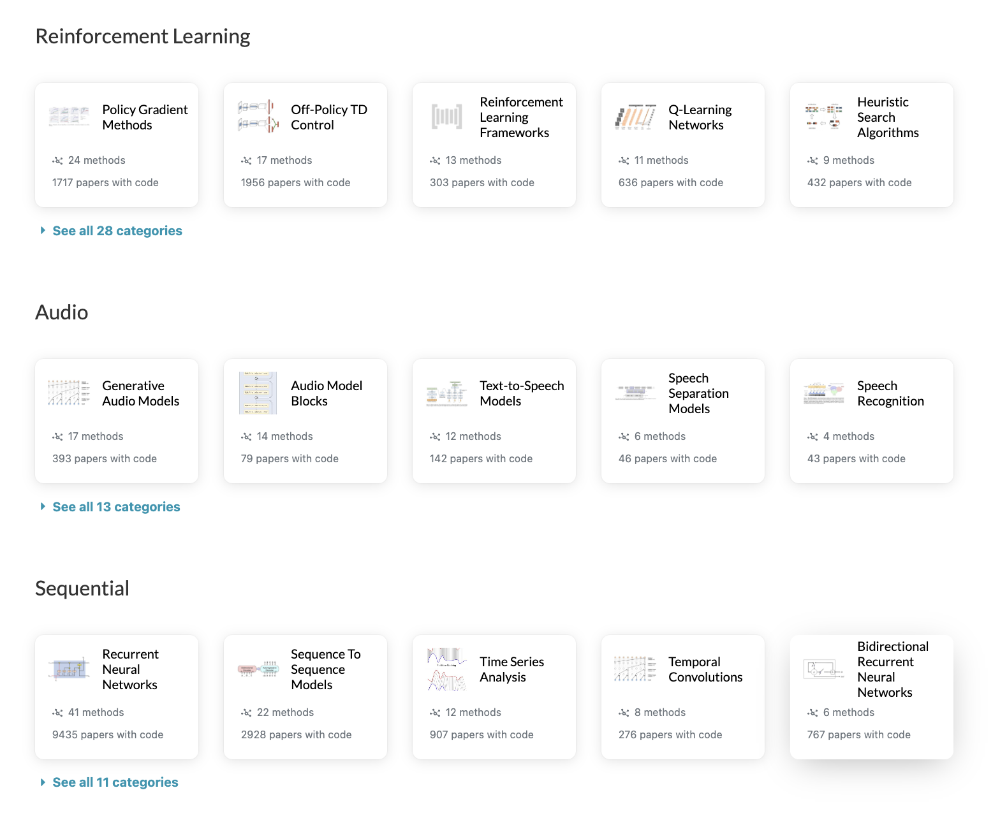 Reinforcement Learning
Policy Gradient
Methods
24 methods
1717 papers with code
Off-Policy TD
Control
17 methods
1956 papers with code
Reinforcement
Learning
Frameworks
13 methods
303 papers with code
Q-Learning
Networks
11 methods
636 papers with code
Heuristic
Search
Algorithms
9 methods
432 papers with code
See all 28 categories
Audio
Generative
Audio Models
17 methods
393 papers with code
Audio Model
Blocks
14 methods
79 papers with code
Text-to-Speech
Models
12 methods
142 papers with code
Speech
Separation
Models
6 methods
46 papers with code
Speech
Recognition
4 methods
43 papers with code
See all 13 categories
Sequential
Recurrent
Neural
Networks
41 methods
9435 papers with code
Sequence To
Sequence
Models
22 methods
2928 papers with code
Time Series
Analysis
12 methods
907 papers with code
Temporal
Convolutions
8 methods
276 papers with code
Bidirectional
Recurrent
Neural
Networks
6 methods
767 papers with code
See all 11 categories